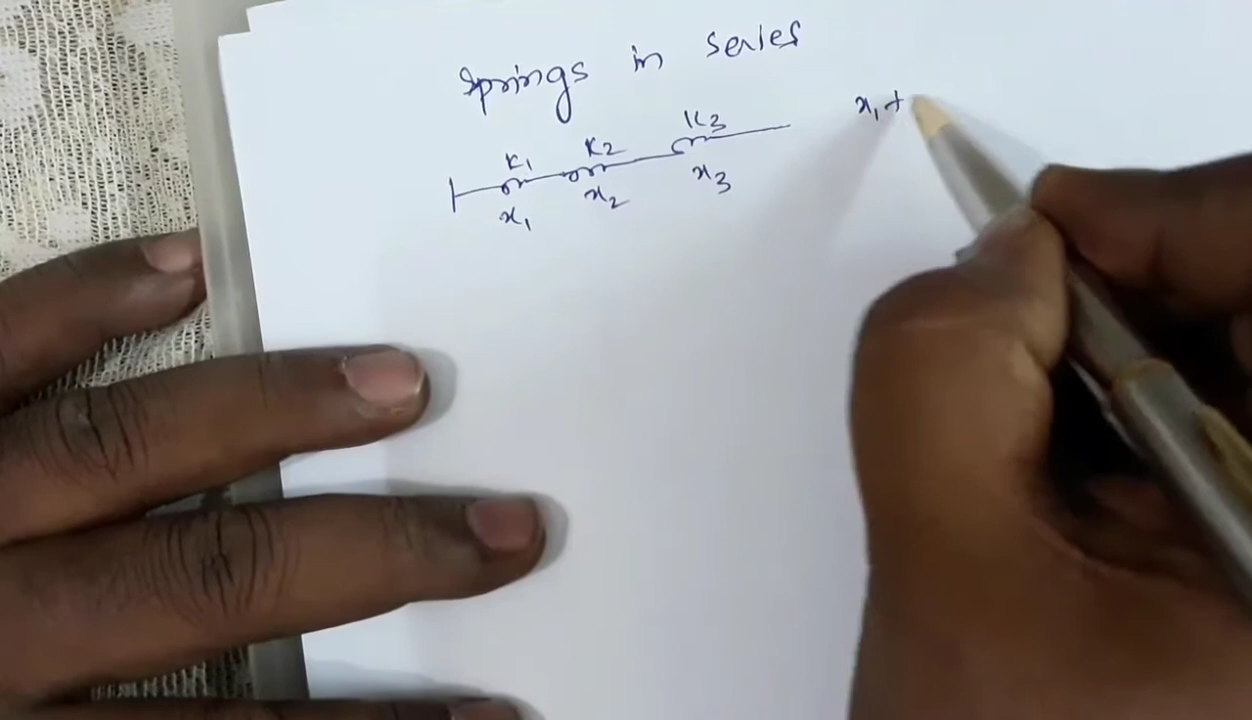 Springs in series
x₁ +
K₁ K₂ K₃
x₁ x₂ x₃